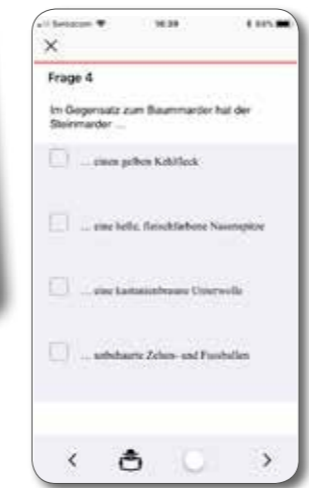 Swisscom
Frage 4
Im Gegensatz zum Baummarder hat der
Steinmarder ...
... einen gelben Kehlfleck
... eine helle, fleischfarbene Nasenspitze
... eine kastanienbraune Unterwolle
... unbehaarte Zehen- und Fussballen